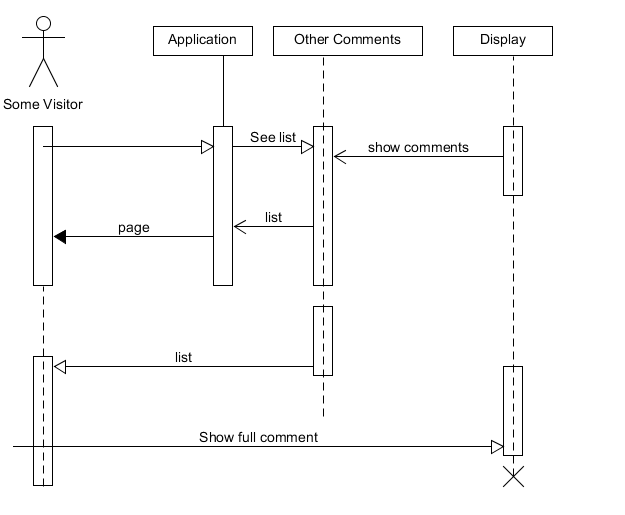 Application
Other Comments
Display
Some Visitor
See list
show comments
list
page
list
Show full comment